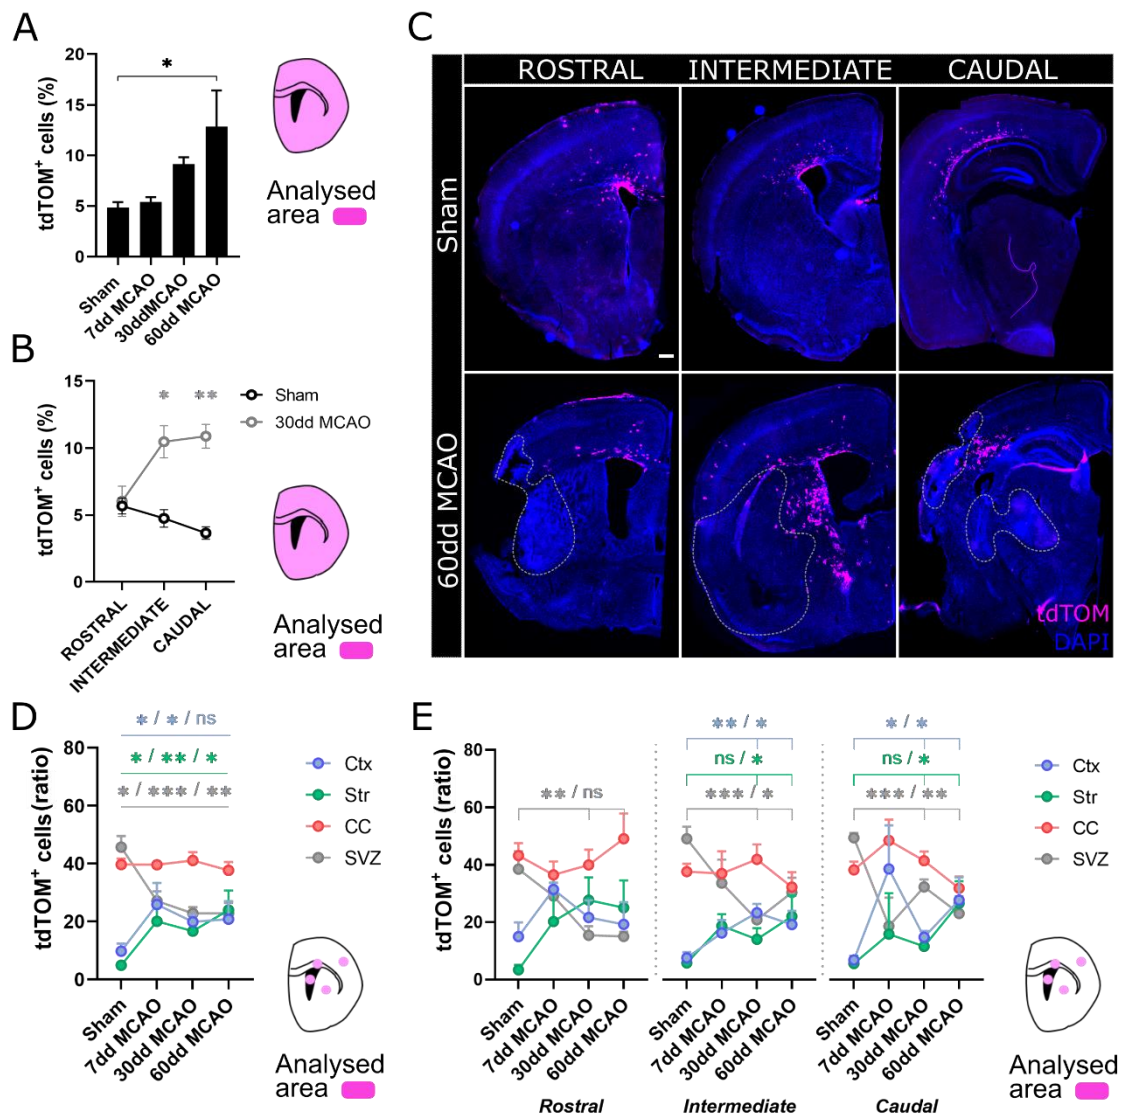 A
20
15
10
5
0
tdTOM+ cells (%)
*
Sham
7dd MCAO
30ddMCAO
60dd MCAO
Analysed
area
B
15
10
5
0
tdTOM+ cells (%)
* **
Sham
30dd MCAO
ROSTRAL
INTERMEDIATE
CAUDAL
Analysed
area
C
ROSTRAL INTERMEDIATE CAUDAL
Sham
60dd MCAO
tdTOM
DAPI
D
* / * / ns
* / ** / *
* / *** / **
80
60
40
20
0
tdTOM+ cells (ratio)
Ctx
Str
CC
SVZ
Sham
7dd MCAO
30dd MCAO
60dd MCAO
Analysed
area
E
80
60
40
20
0
tdTOM+ cells (ratio)
** / ns
** / *
ns / *
*** / *
* / *
ns / *
*** / **
Ctx
Str
CC
SVZ
Sham
7dd MCAO
30dd MCAO
60dd MCAO
Rostral
Sham
7dd MCAO
30dd MCAO
60dd MCAO
Intermediate
Sham
7dd MCAO
30dd MCAO
60dd MCAO
Caudal
Analysed
area